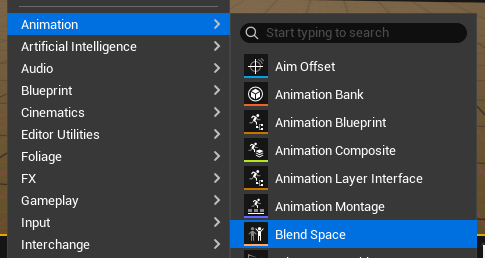 Animation
Artificial Intelligence
Audio
Blueprint
Cinematics
Editor Utilities
Foliage
FX
Gameplay
Input
Interchange
Start typing to search
Aim Offset
Animation Bank
Animation Blueprint
Animation Composite
Animation Layer Interface
Animation Montage
Blend Space